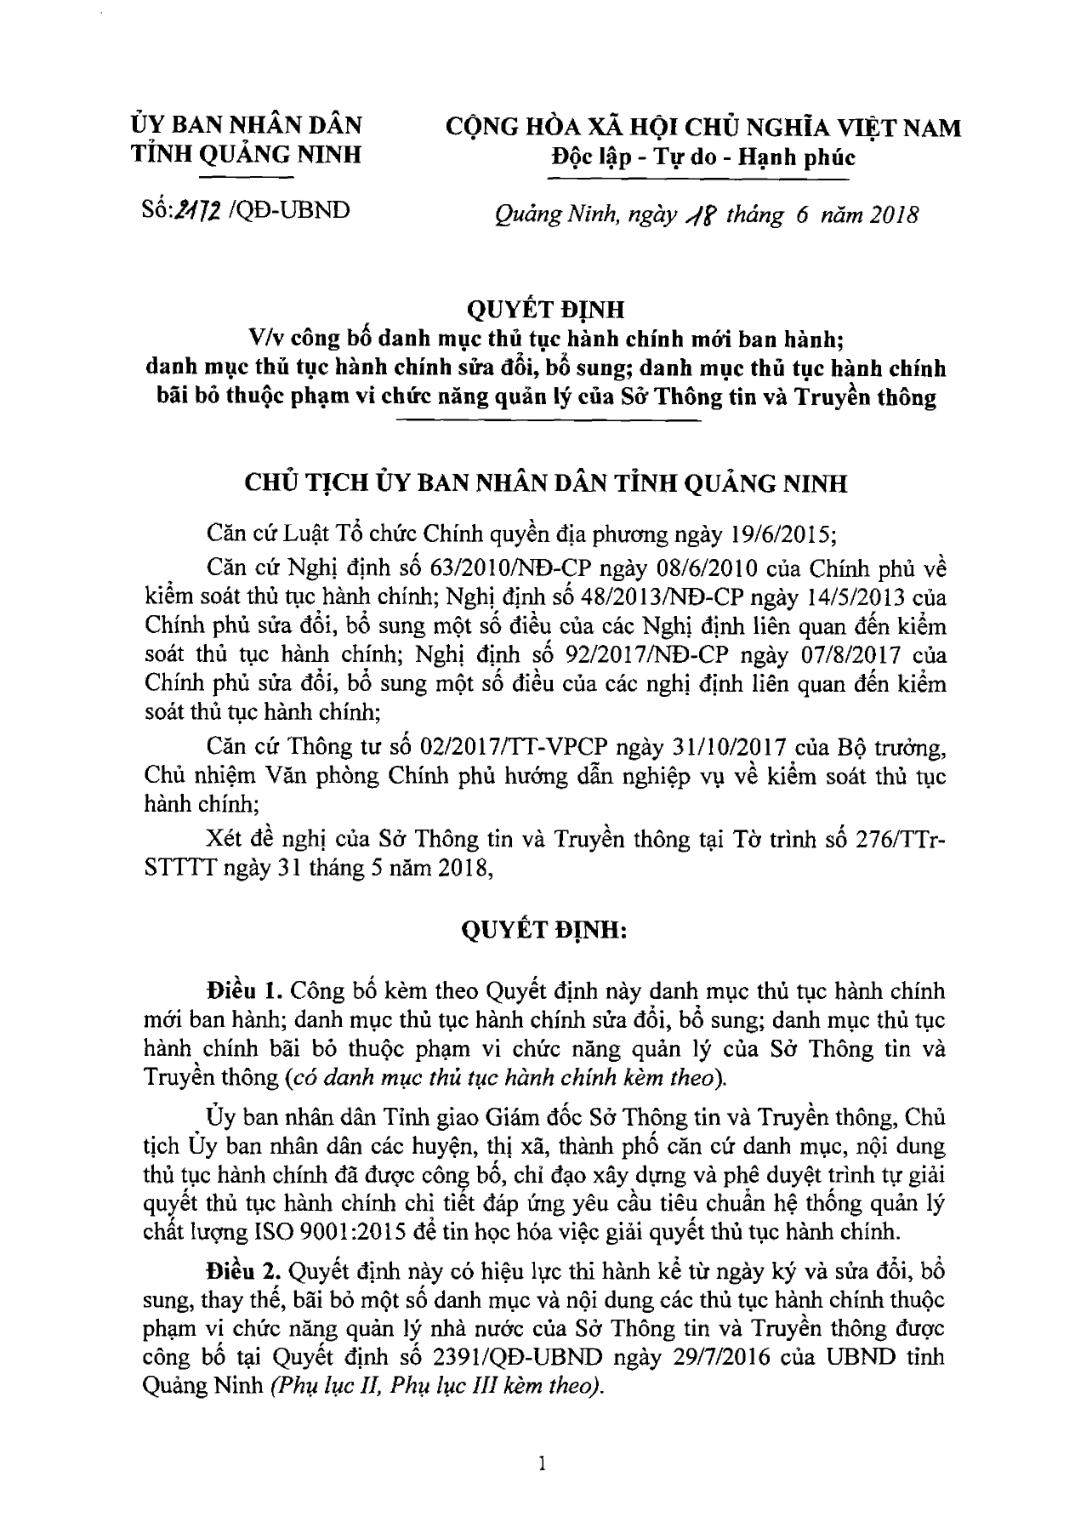 ỦY BAN NHÂN DÂN
TỈNH QUẢNG NINH
CỘNG HÒA XÃ HỘI CHỦ NGHĨA VIỆT NAM
Độc lập - Tự do - Hạnh phúc
Số:2172 /QĐ-UBND
Quảng Ninh, ngày 18 tháng 6 năm 2018
QUYẾT ĐỊNH
V/v công bố danh mục thủ tục hành chính mới ban hành;
danh mục thủ tục hành chính sửa đổi, bổ sung; danh mục thủ tục hành chính
bãi bỏ thuộc phạm vi chức năng quản lý của Sở Thông tin và Truyền thông
CHỦ TỊCH ỦY BAN NHÂN DÂN TỈNH QUẢNG NINH
Căn cứ Luật Tổ chức Chính quyền địa phương ngày 19/6/2015;
Căn cứ Nghị định số 63/2010/NĐ-CP ngày 08/6/2010 của Chính phủ về
kiểm soát thủ tục hành chính; Nghị định số 48/2013/NĐ-CP ngày 14/5/2013 của
Chính phủ sửa đổi, bổ sung một số điều của các Nghị định liên quan đến kiểm
soát thủ tục hành chính; Nghị định số 92/2017/NĐ-CP ngày 07/8/2017 của
Chính phủ sửa đổi, bổ sung một số điều của các nghị định liên quan đến kiểm
soát thủ tục hành chính;
Căn cứ Thông tư số 02/2017/TT-VPCP ngày 31/10/2017 của Bộ trưởng,
Chủ nhiệm Văn phòng Chính phủ hướng dẫn nghiệp vụ về kiểm soát thủ tục
hành chính;
Xét đề nghị của Sở Thông tin và Truyền thông tại Tờ trình số 276/TTr-
STTTT ngày 31 tháng 5 năm 2018,
QUYẾT ĐỊNH:
Điều 1. Công bố kèm theo Quyết định này danh mục thủ tục hành chính
mới ban hành; danh mục thủ tục hành chính sửa đổi, bổ sung; danh mục thủ tục
hành chính bãi bỏ thuộc phạm vi chức năng quản lý của Sở Thông tin và
Truyền thông (có danh mục thủ tục hành chính kèm theo).
Ủy ban nhân dân Tỉnh giao Giám đốc Sở Thông tin và Truyền thông, Chủ
tịch Ủy ban nhân dân các huyện, thị xã, thành phố căn cứ danh mục, nội dung
thủ tục hành chính đã được công bố, chỉ đạo xây dựng và phê duyệt trình tự giải
quyết thủ tục hành chính chi tiết đáp ứng yêu cầu tiêu chuẩn hệ thống quản lý
chất lượng ISO 9001:2015 để tin học hóa việc giải quyết thủ tục hành chính.
Điều 2. Quyết định này có hiệu lực thi hành kể từ ngày ký và sửa đổi, bổ
sung, thay thế, bãi bỏ một số danh mục và nội dung các thủ tục hành chính thuộc
phạm vi chức năng quản lý nhà nước của Sở Thông tin và Truyền thông được
công bố tại Quyết định số 2391/QĐ-UBND ngày 29/7/2016 của UBND tỉnh
Quảng Ninh (Phụ lục II, Phụ lục III kèm theo).
1